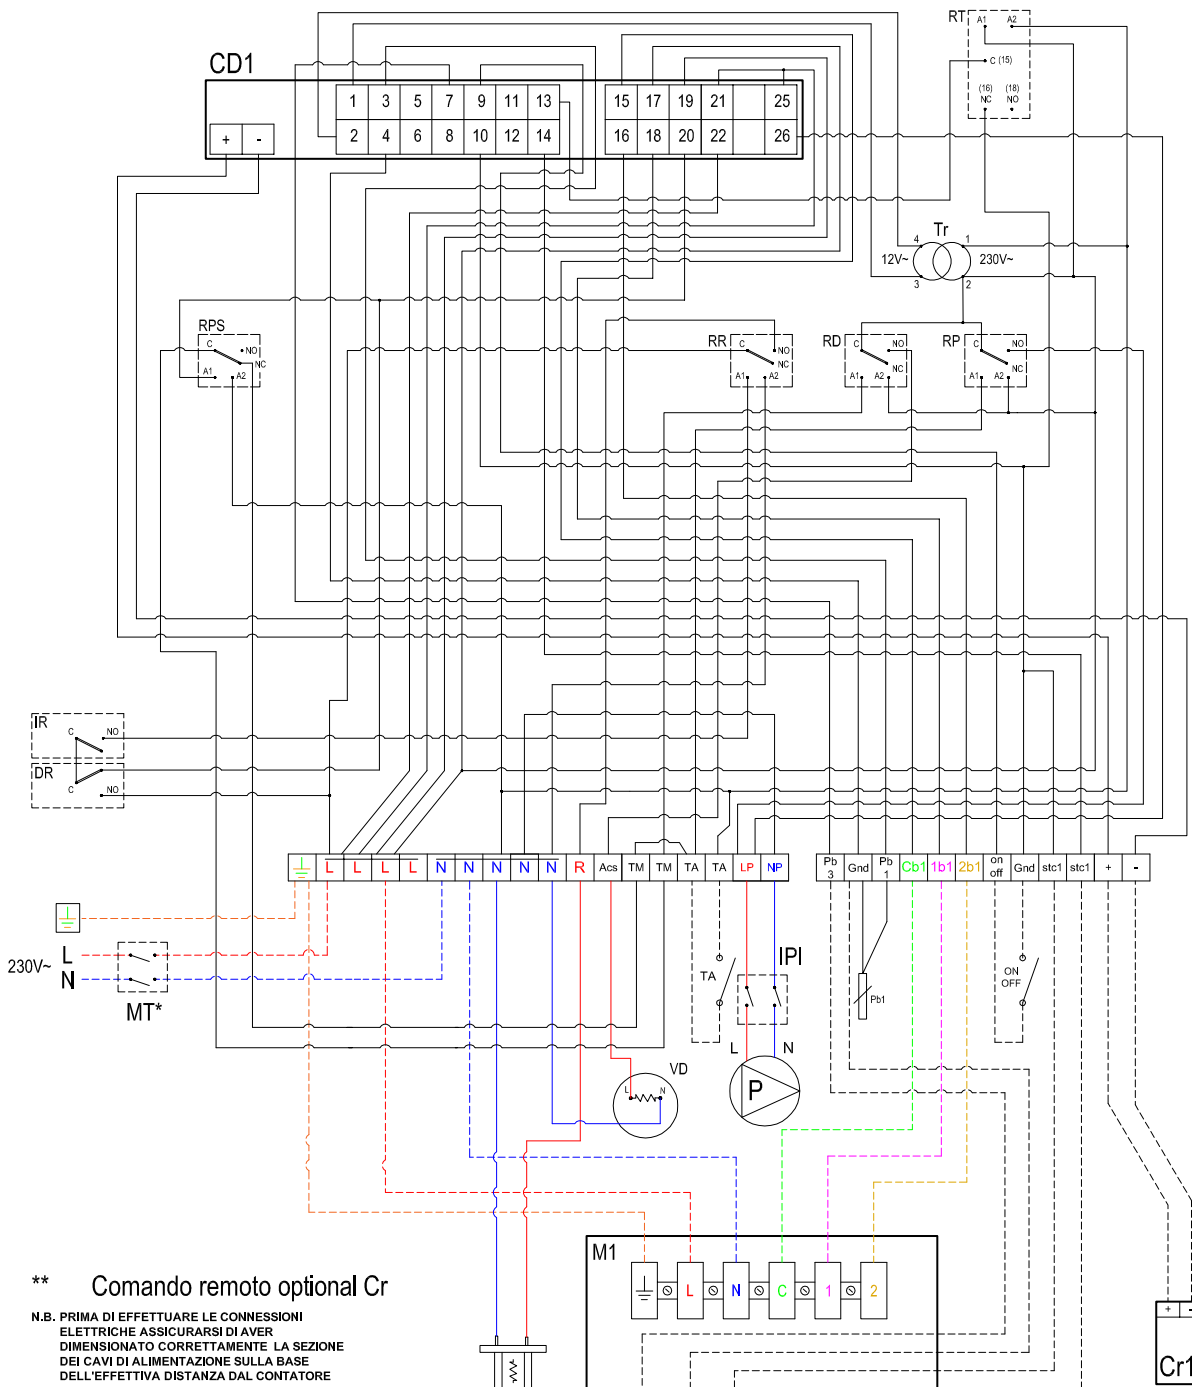 RT A1 A2
C (15)
(16) (18)
NC NO
CD1
1 3 5 7 9 11 13 15 17 19 21 25
2 4 6 8 10 12 14 16 18 20 22 26
+ -
Tr
4 1
12V~ 230V~
3 2
RPS
C NO
NC
A1 A2
RR
C NO
NC
A1 A2
RD
C NO
NC
A1 A2
RP
C NO
NC
A1 A2
IR
C NO
DR
C NO
L L L L N N N N N R Acs TM TM TA TA LP NP
Pb 3 Gnd Pb 1 Cb1 1b1 2b1 on off Gnd stc1 stc1 + -
230V~
L
N
MT*
TA
IPI
L N
P
VD
L N
Pb1
ON
OFF
M1
L N C 1 2
+ -
Cr1
** Comando remoto optional Cr
N.B. PRIMA DI EFFETTUARE LE CONNESSIONI
ELETTRICHE ASSICURARSI DI AVER
DIMENSIONATO CORRETTAMENTE LA SEZIONE
DEI CAVI DI ALIMENTAZIONE SULLA BASE
DELL'EFFETTIVA DISTANZA DAL CONTATORE